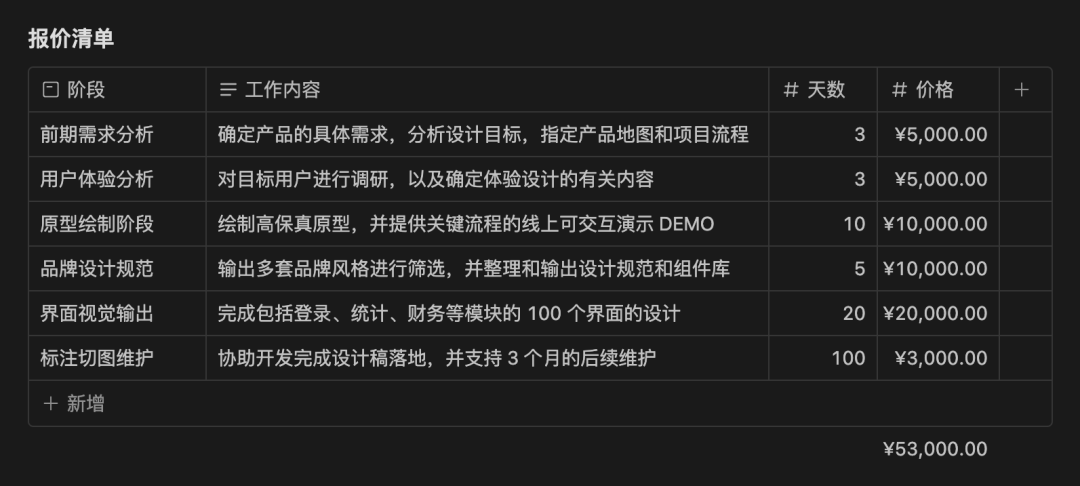 报价清单
阶段 工作内容 # 天数 # 价格 +
前期需求分析 确定产品的具体需求，分析设计目标，指定产品地图和项目流程 3 ¥5,000.00
用户体验分析 对目标用户进行调研，以及确定体验设计的有关内容 3 ¥5,000.00
原型绘制阶段 绘制高保真原型，并提供关键流程的线上可交互演示 DEMO 10 ¥10,000.00
品牌设计规范 输出多套品牌风格进行筛选，并整理和输出设计规范和组件库 5 ¥10,000.00
界面视觉输出 完成包括登录、统计、财务等模块的 100 个界面的设计 20 ¥20,000.00
标注切图维护 协助开发完成设计稿落地，并支持 3 个月的后续维护 100 ¥3,000.00
+ 新增
¥53,000.00